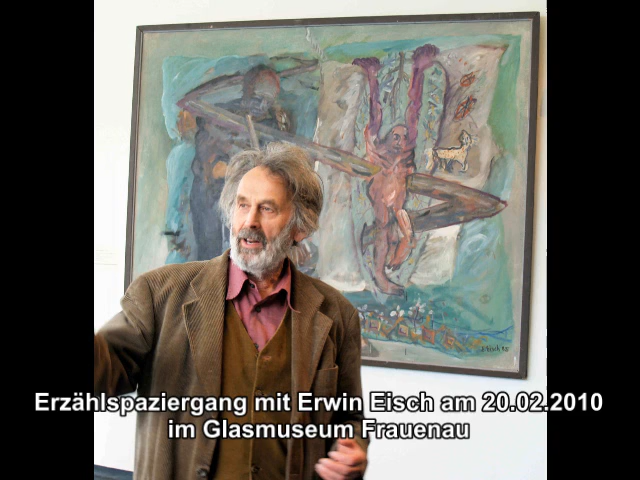 Erzählspaziergang mit Erwin Eisch am 20.02.2010
im Glasmuseum Frauenau